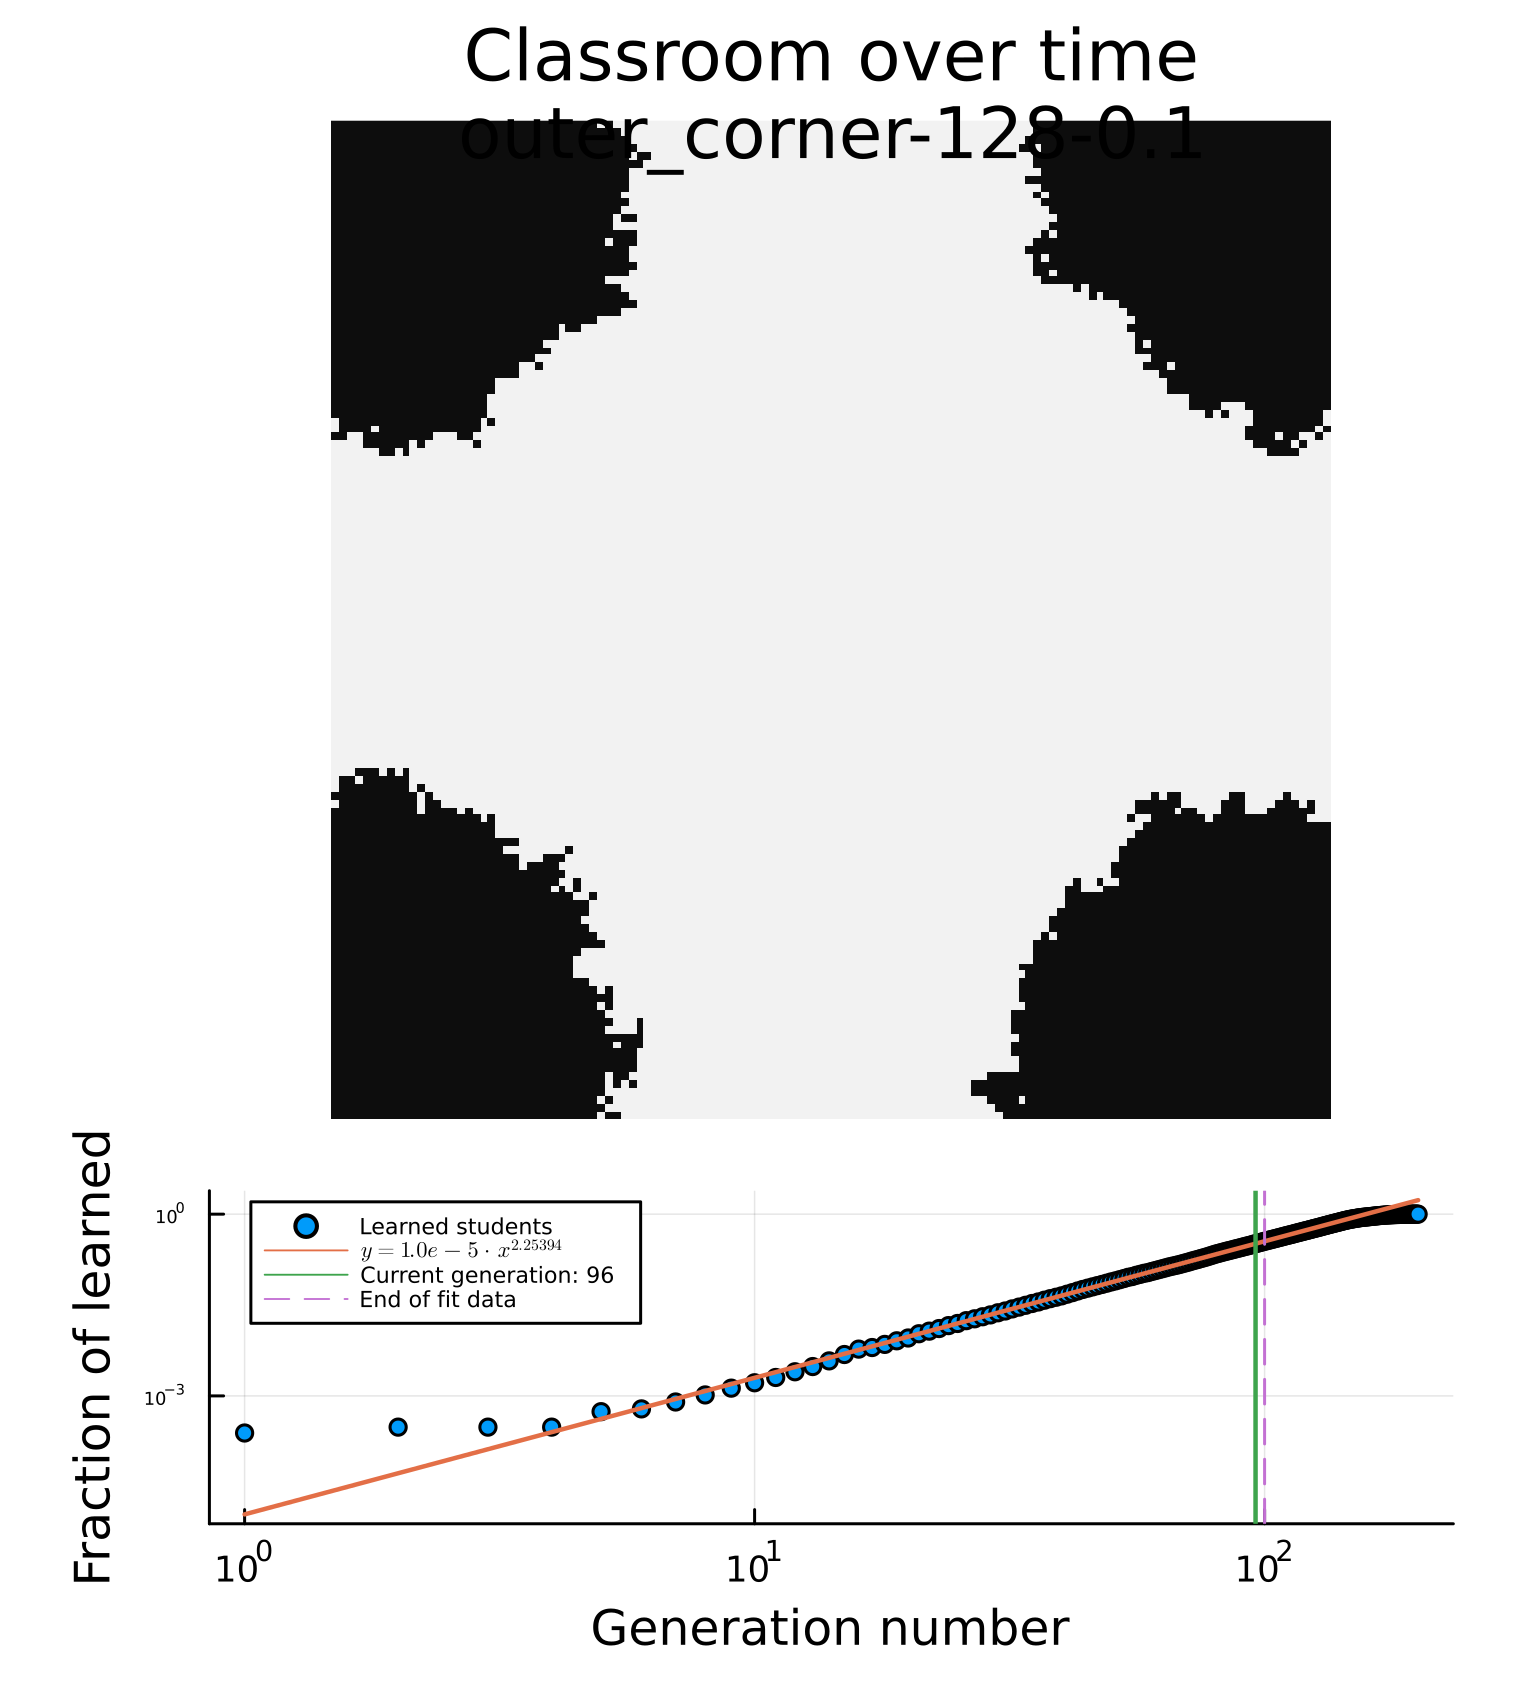 Classroom over time
outer_corner-128-0.1
Fraction of learned
10^0
10^-3
Learned students
y = 1.0e − 5 · x^2.25394
Current generation: 96
End of fit data
10^0
10^1
10^2
Generation number